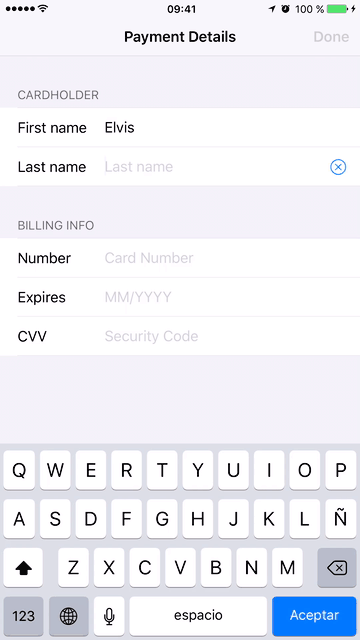 09:41
100 %
Payment Details
Done
CARDHOLDER
First name Elvis
Last name Last name
BILLING INFO
Number Card Number
Expires MM/YYYY
CVV Security Code
Q W E R T Y U I O P
A S D F G H J K L Ñ
Z X C V B N M
123 espacio Aceptar